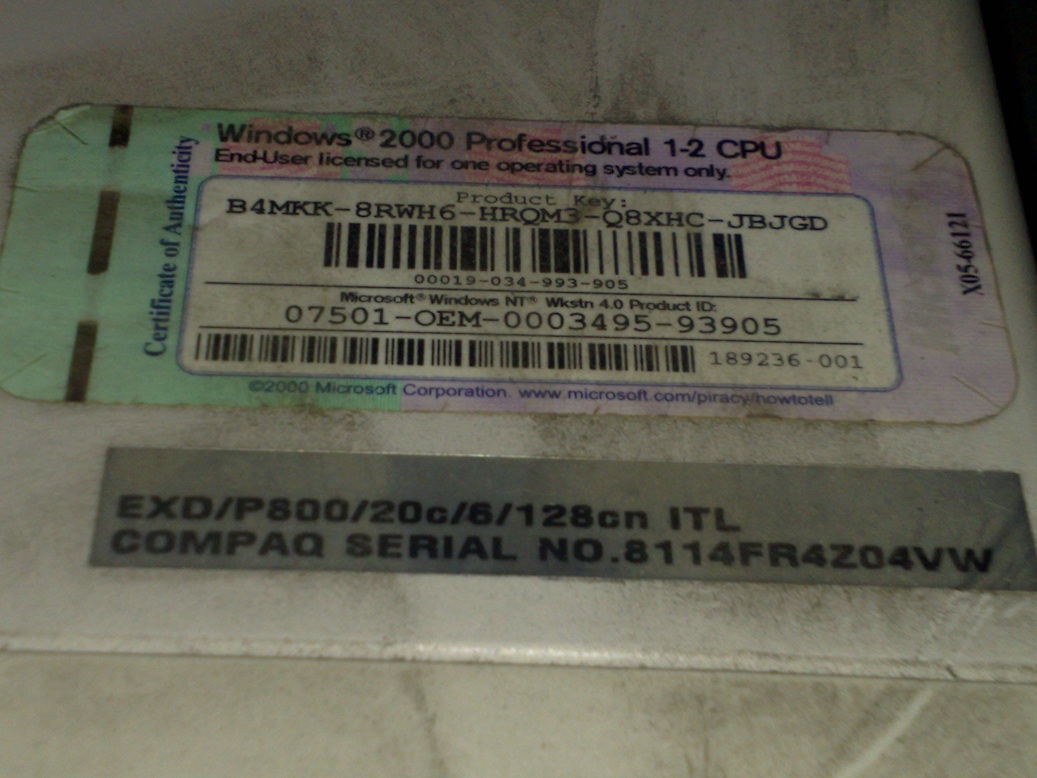 Windows®2000 Professional 1-2 CPU
End-User licensed for one operating system only.
Certificate of Authenticity
Product Key:
B4MKK-8RWH6-HRQM3-Q8XHC-JBJGD
00019-034-993-905
Microsoft® Windows NT® Wkstn 4.0 Product ID:
07501-OEM-0003495-93905
189236-001
©2000 Microsoft Corporation. www.microsoft.com/piracy/howtotell
X05-66121
EXD/P800/20c/6/128cn ITL
COMPAQ SERIAL NO.8114FR4Z04VW